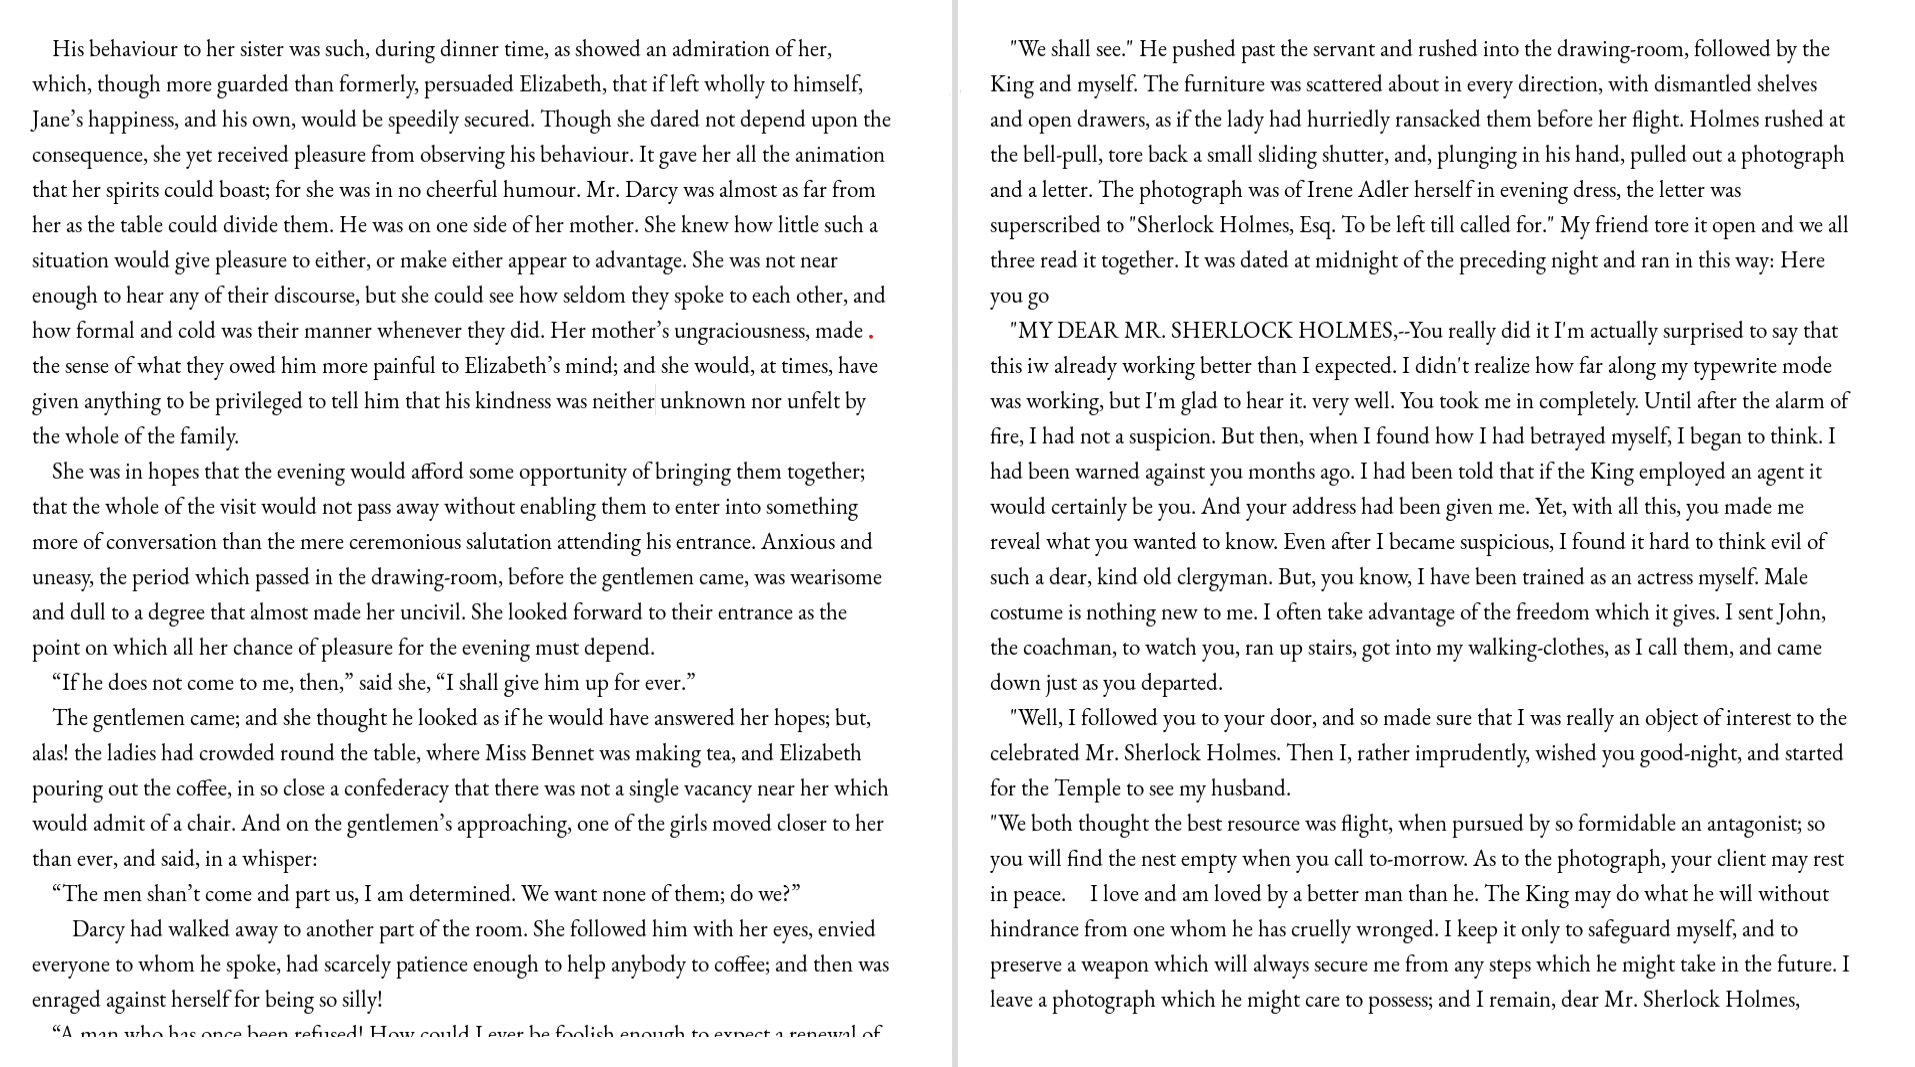 His behaviour to her sister was such, during dinner time, as showed an admiration of her,
which, though more guarded than formerly, persuaded Elizabeth, that if left wholly to himself,
Jane’s happiness, and his own, would be speedily secured. Though she dared not depend upon the
consequence, she yet received pleasure from observing his behaviour. It gave her all the animation
that her spirits could boast; for she was in no cheerful humour. Mr. Darcy was almost as far from
her as the table could divide them. He was on one side of her mother. She knew how little such a
situation would give pleasure to either, or make either appear to advantage. She was not near
enough to hear any of their discourse, but she could see how seldom they spoke to each other, and
how formal and cold was their manner whenever they did. Her mother’s ungraciousness, made .
the sense of what they owed him more painful to Elizabeth’s mind; and she would, at times, have
given anything to be privileged to tell him that his kindness was neither unknown nor unfelt by
the whole of the family.
She was in hopes that the evening would afford some opportunity of bringing them together;
that the whole of the visit would not pass away without enabling them to enter into something
more of conversation than the mere ceremonious salutation attending his entrance. Anxious and
uneasy, the period which passed in the drawing-room, before the gentlemen came, was wearisome
and dull to a degree that almost made her uncivil. She looked forward to their entrance as the
point on which all her chance of pleasure for the evening must depend.
“If he does not come to me, then,” said she, “I shall give him up for ever.”
The gentlemen came; and she thought he looked as if he would have answered her hopes; but,
alas! the ladies had crowded round the table, where Miss Bennet was making tea, and Elizabeth
pouring out the coffee, in so close a confederacy that there was not a single vacancy near her which
would admit of a chair. And on the gentlemen’s approaching, one of the girls moved closer to her
than ever, and said, in a whisper:
“The men shan’t come and part us, I am determined. We want none of them; do we?”
Darcy had walked away to another part of the room. She followed him with her eyes, envied
everyone to whom he spoke, had scarcely patience enough to help anybody to coffee; and then was
enraged against herself for being so silly!
“A man who has once been refused! How could I ever be foolish enough to expect a renewal of
"We shall see." He pushed past the servant and rushed into the drawing-room, followed by the
King and myself. The furniture was scattered about in every direction, with dismantled shelves
and open drawers, as if the lady had hurriedly ransacked them before her flight. Holmes rushed at
the bell-pull, tore back a small sliding shutter, and, plunging in his hand, pulled out a photograph
and a letter. The photograph was of Irene Adler herself in evening dress, the letter was
superscribed to "Sherlock Holmes, Esq. To be left till called for." My friend tore it open and we all
three read it together. It was dated at midnight of the preceding night and ran in this way: Here
you go
"MY DEAR MR. SHERLOCK HOLMES,--You really did it I'm actually surprised to say that
this iw already working better than I expected. I didn't realize how far along my typewrite mode
was working, but I'm glad to hear it. very well. You took me in completely. Until after the alarm of
fire, I had not a suspicion. But then, when I found how I had betrayed myself, I began to think. I
had been warned against you months ago. I had been told that if the King employed an agent it
would certainly be you. And your address had been given me. Yet, with all this, you made me
reveal what you wanted to know. Even after I became suspicious, I found it hard to think evil of
such a dear, kind old clergyman. But, you know, I have been trained as an actress myself. Male
costume is nothing new to me. I often take advantage of the freedom which it gives. I sent John,
the coachman, to watch you, ran up stairs, got into my walking-clothes, as I call them, and came
down just as you departed.
"Well, I followed you to your door, and so made sure that I was really an object of interest to the
celebrated Mr. Sherlock Holmes. Then I, rather imprudently, wished you good-night, and started
for the Temple to see my husband.
"We both thought the best resource was flight, when pursued by so formidable an antagonist; so
you will find the nest empty when you call to-morrow. As to the photograph, your client may rest
in peace. I love and am loved by a better man than he. The King may do what he will without
hindrance from one whom he has cruelly wronged. I keep it only to safeguard myself, and to
preserve a weapon which will always secure me from any steps which he might take in the future. I
leave a photograph which he might care to possess; and I remain, dear Mr. Sherlock Holmes,